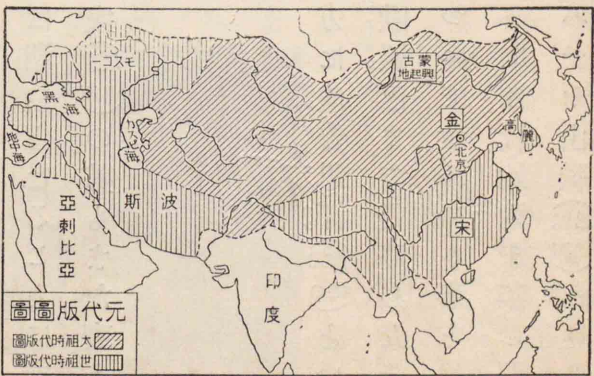 モスコー
黑海
カスピ海
地中海
亞剌比亞
波斯
印度
蒙古
興起地
金
北京
高麗
宋
元代版圖圖
太祖時代版圖
世祖時代版圖